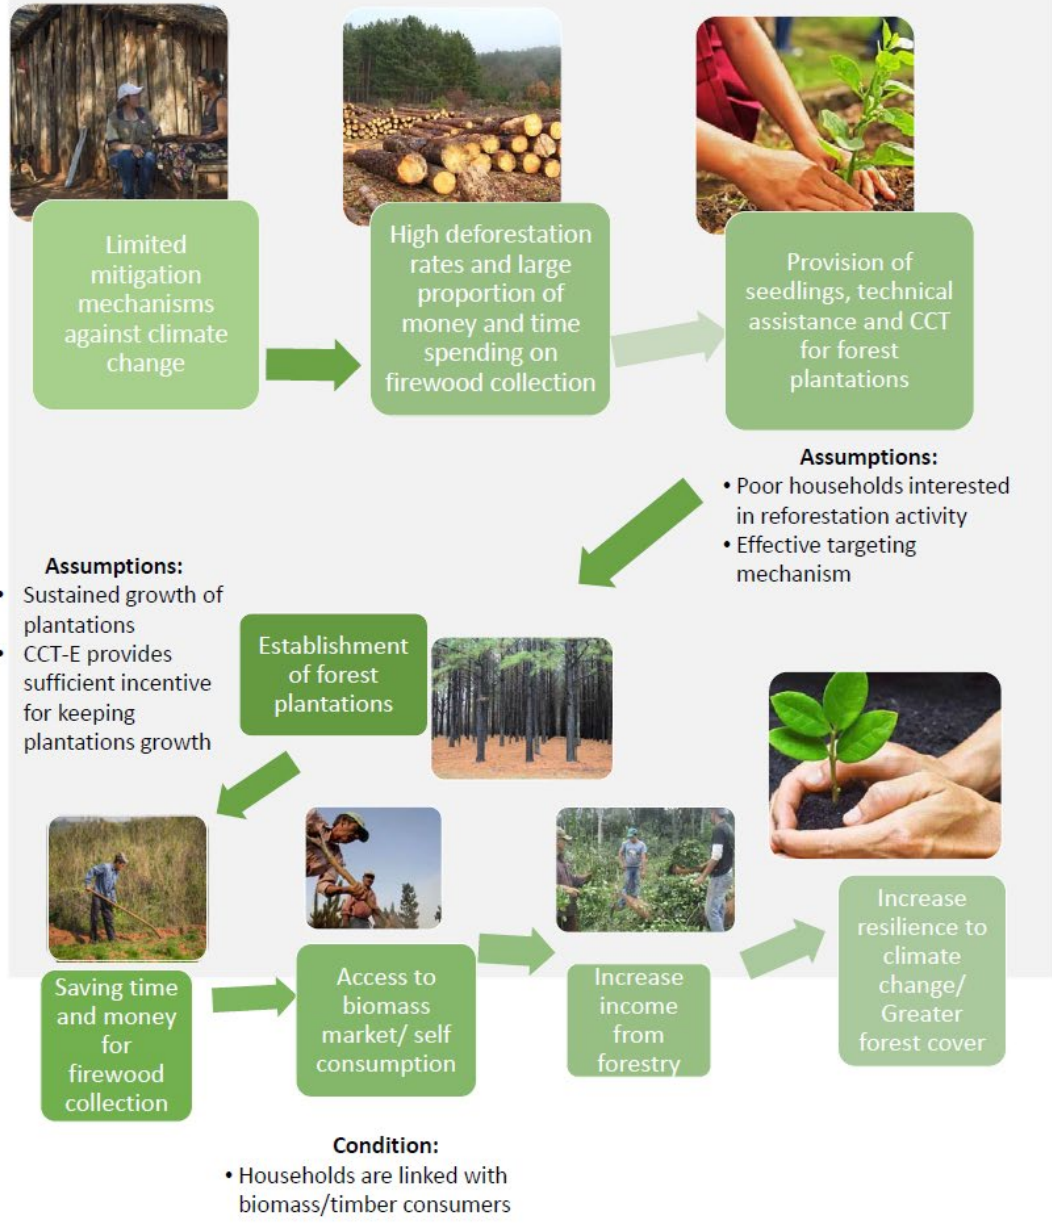 Limited
mitigation
mechanisms
against climate
change
High deforestation
rates and large
proportion of
money and time
spending on
firewood collection
Provision of
seedlings, technical
assistance and CCT
for forest
plantations
Assumptions:
• Poor households interested
in reforestation activity
• Effective targeting
mechanism
Assumptions:
• Sustained growth of
plantations
• CCT-E provides
sufficient incentive
for keeping
plantations growth
Establishment
of forest
plantations
Saving time
and money
for
firewood
collection
Access to
biomass
market/ self
consumption
Increase
income
from
forestry
Increase
resilience to
climate
change/
Greater
forest cover
Condition:
• Households are linked with
biomass/timber consumers